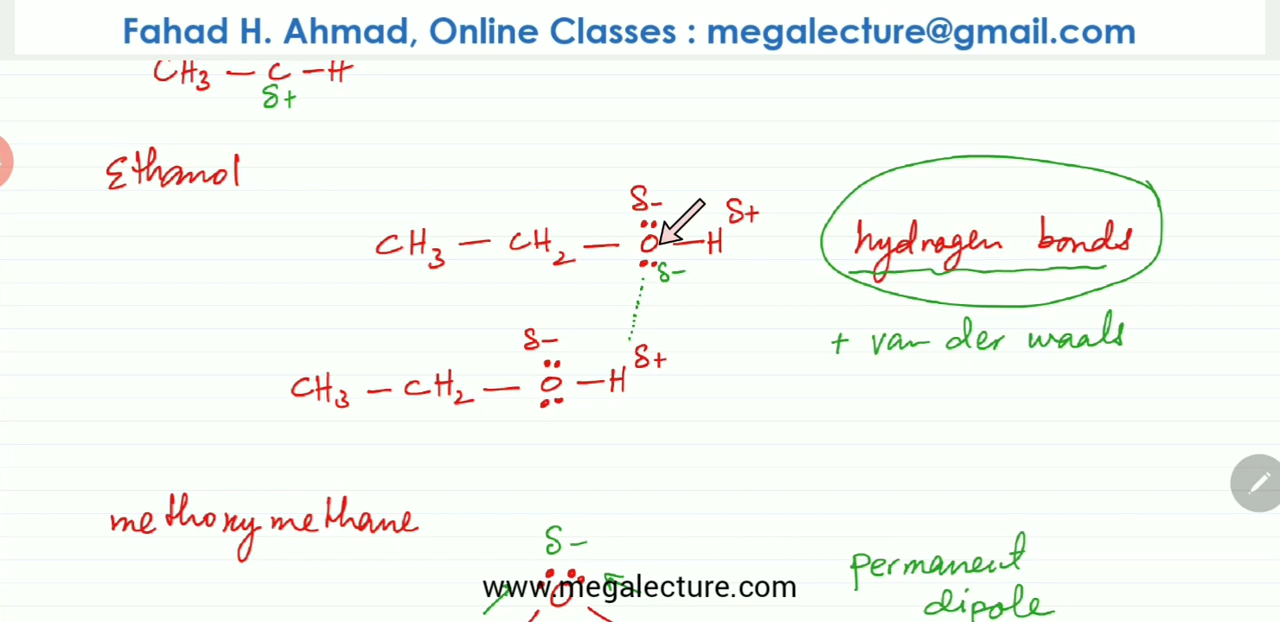 Fahad H. Ahmad, Online Classes : megalecture@gmail.com
CH3 — C — H
δ+
Ethanol
δ-
δ+
CH3 — CH2 — O — H
δ-
hydrogen bonds
+ van der waals
δ-
δ+
CH3 — CH2 — O — H
methoxymethane
δ-
O
www.megalecture.com
permanent
dipole